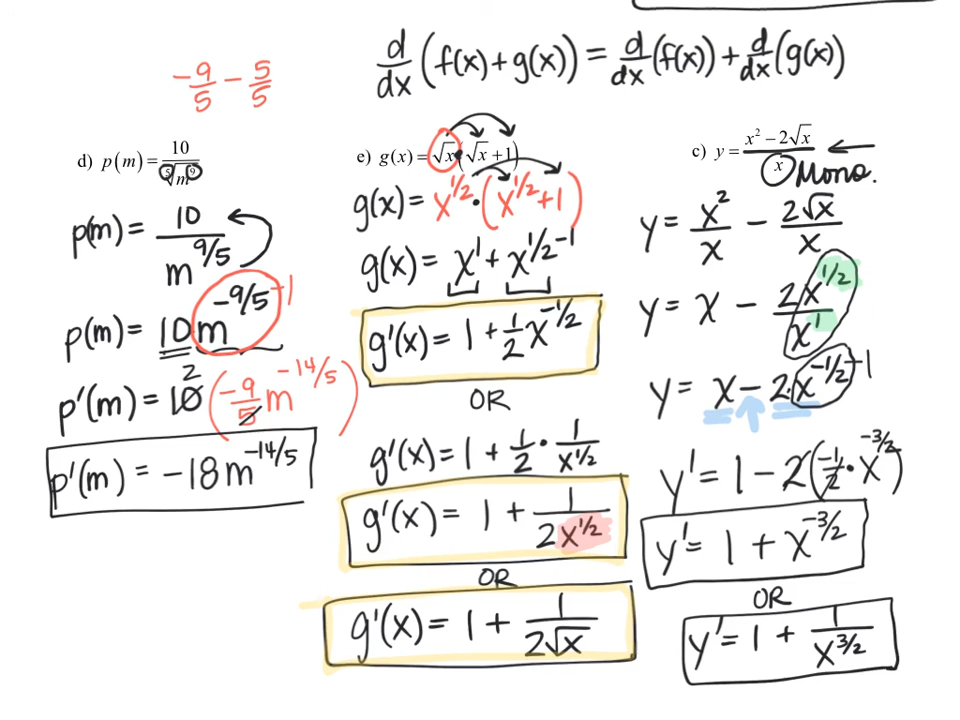 d/dx (f(x) + g(x)) = d/dx (f(x)) + d/dx (g(x))
-9/5 - 5/5
d) p(m) = 10/⁵√m⁹
p(m) = 10/m^9/5
p(m) = 10m^-9/5 -1
p'(m) = 10 2 (-9/5 m^-14/5)
p'(m) = -18m^-14/5
e) g(x) = √x(√x + 1)
g(x) = x^1/2 · (x^1/2 + 1)
g(x) = x^1 + x^1/2 -1
g'(x) = 1 + 1/2 x^-1/2
OR
g'(x) = 1 + 1/2 · 1/x^1/2
g'(x) = 1 + 1/2x^1/2
OR
g'(x) = 1 + 1/2√x
c) y = x² - 2√x / x
Mono.
y = x²/x - 2√x/x
y = x - 2x^1/2 / x^1
y = x - 2·x^-1/2 -1
y' = 1 - 2(-1/2 · x^-3/2)
y' = 1 + x^-3/2
OR
y' = 1 + 1/x^3/2